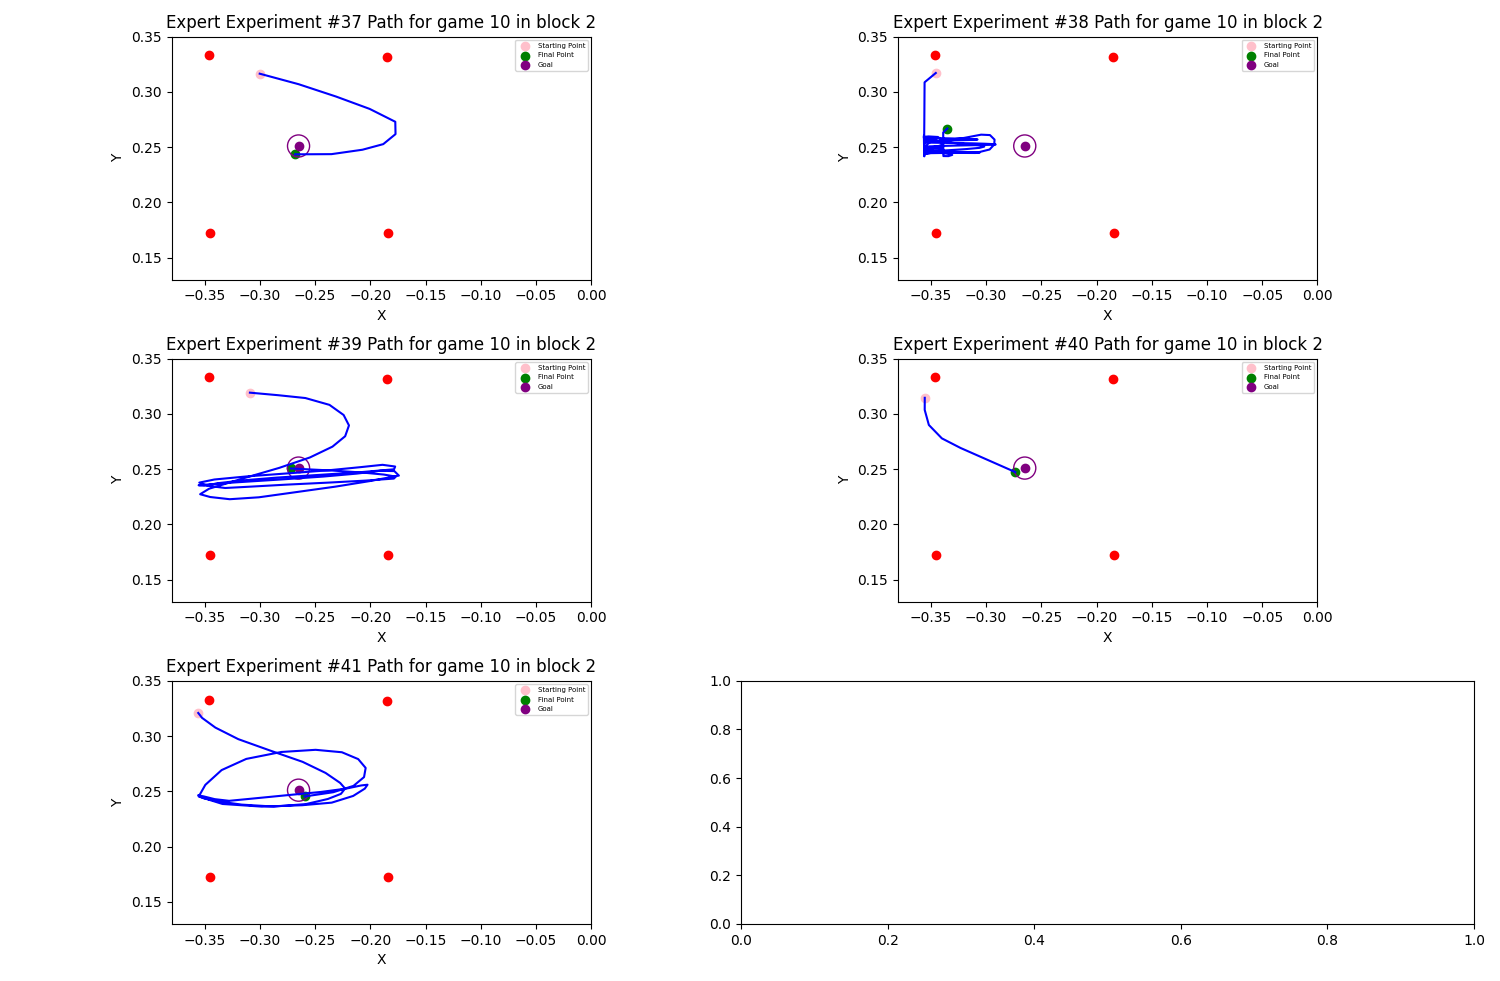 Expert Experiment #37 Path for game 10 in block 2
0.35
0.30
0.25
0.20
0.15
Y
−0.35 −0.30 −0.25 −0.20 −0.15 −0.10 −0.05 0.00
X
Starting Point
Final Point
Goal
Expert Experiment #38 Path for game 10 in block 2
0.35
0.30
0.25
0.20
0.15
Y
−0.35 −0.30 −0.25 −0.20 −0.15 −0.10 −0.05 0.00
X
Starting Point
Final Point
Goal
Expert Experiment #39 Path for game 10 in block 2
0.35
0.30
0.25
0.20
0.15
Y
−0.35 −0.30 −0.25 −0.20 −0.15 −0.10 −0.05 0.00
X
Starting Point
Final Point
Goal
Expert Experiment #40 Path for game 10 in block 2
0.35
0.30
0.25
0.20
0.15
Y
−0.35 −0.30 −0.25 −0.20 −0.15 −0.10 −0.05 0.00
X
Starting Point
Final Point
Goal
Expert Experiment #41 Path for game 10 in block 2
0.35
0.30
0.25
0.20
0.15
Y
−0.35 −0.30 −0.25 −0.20 −0.15 −0.10 −0.05 0.00
X
Starting Point
Final Point
Goal
1.0
0.8
0.6
0.4
0.2
0.0
0.0 0.2 0.4 0.6 0.8 1.0